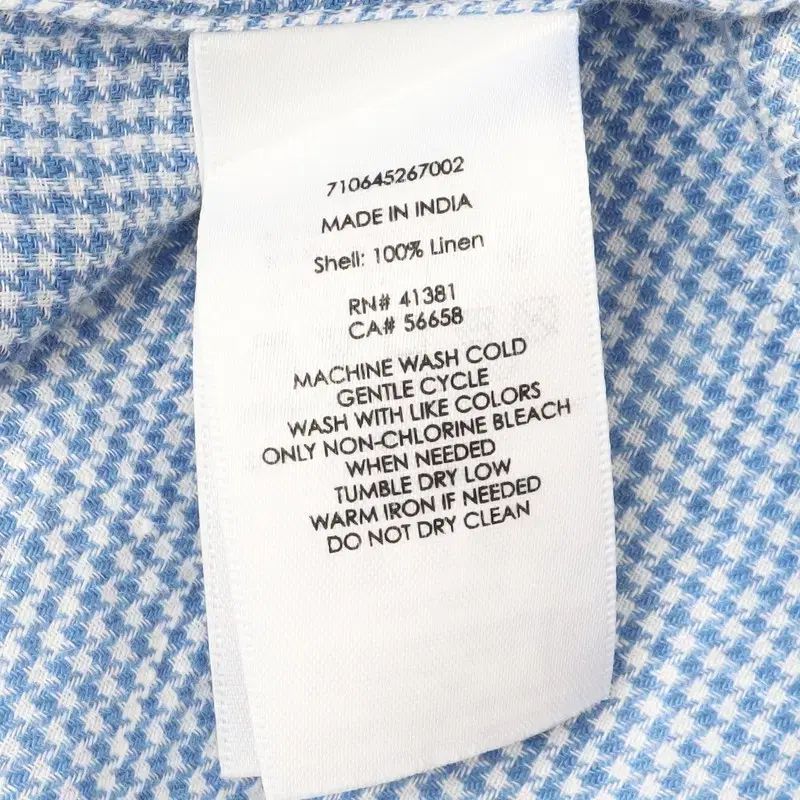 710645267002
MADE IN INDIA
Shell: 100% Linen
RN# 41381
CA# 56658
MACHINE WASH COLD
GENTLE CYCLE
WASH WITH LIKE COLORS
ONLY NON-CHLORINE BLEACH
WHEN NEEDED
TUMBLE DRY LOW
WARM IRON IF NEEDED
DO NOT DRY CLEAN